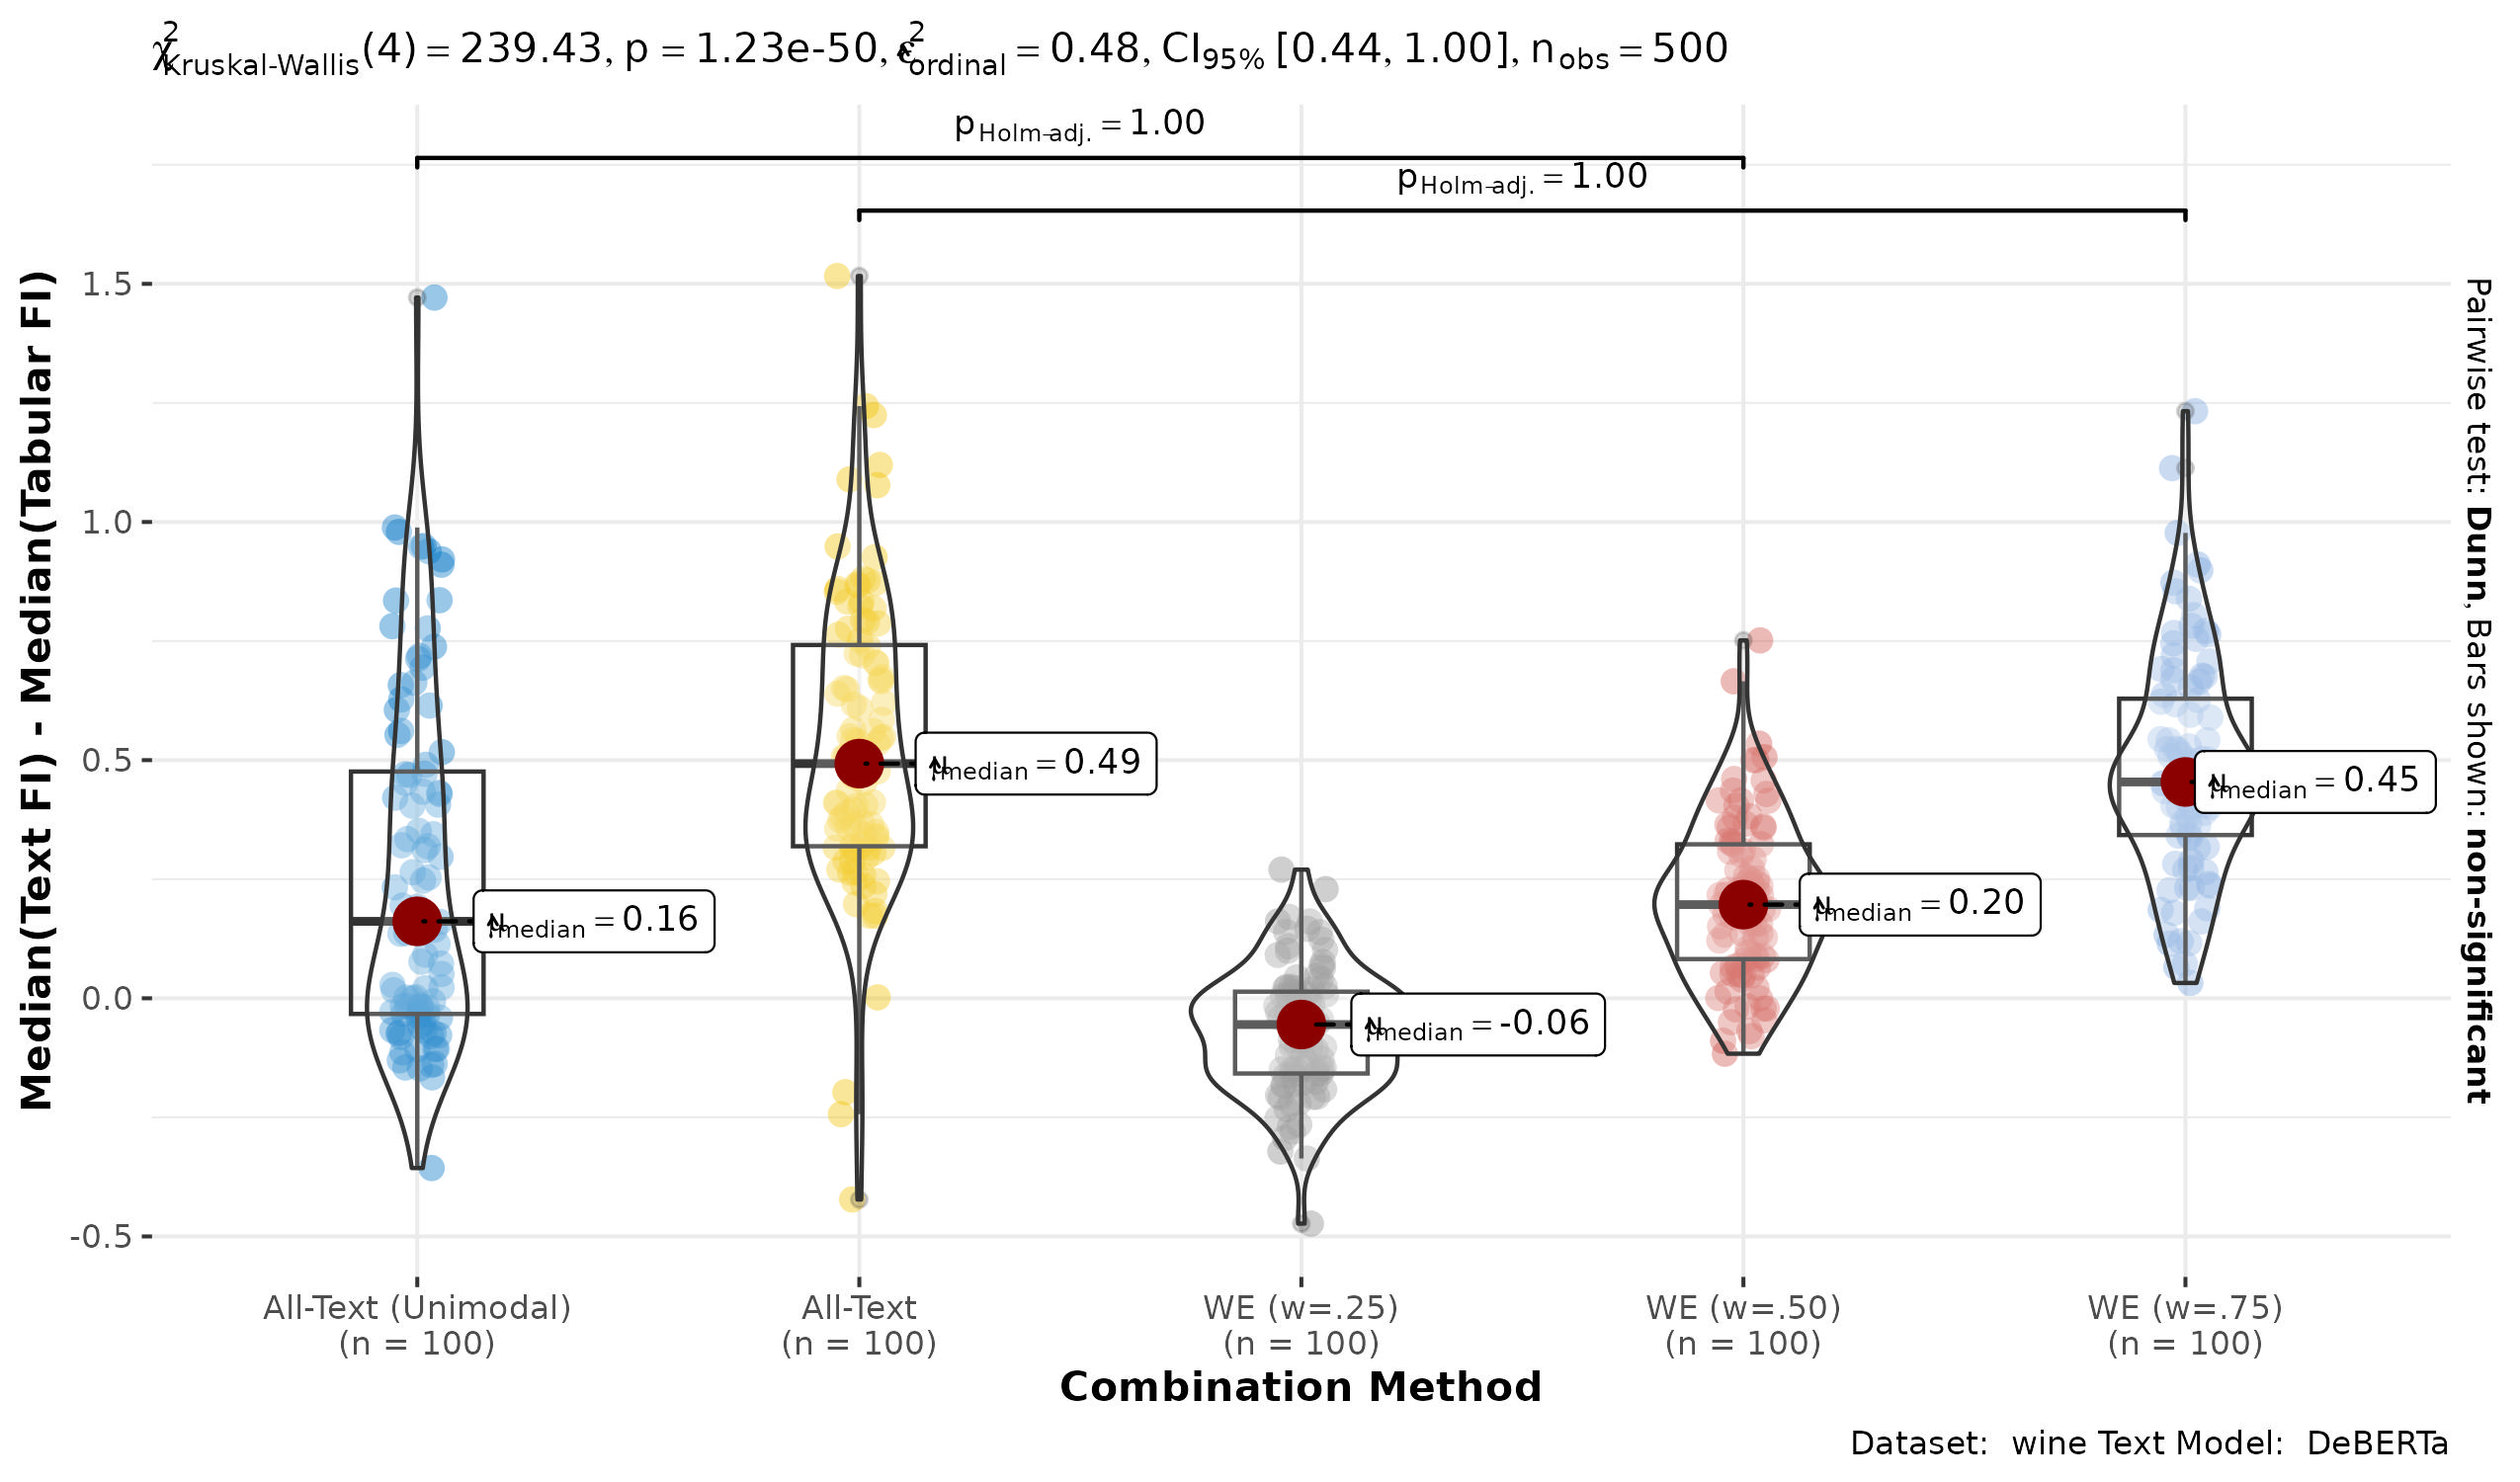 χ²Kruskal-Wallis(4) = 239.43, p = 1.23e-50, ε²ordinal = 0.48, CI95% [0.44, 1.00], nobs = 500
pHolm-adj. = 1.00
pHolm-adj. = 1.00
Median(Text FI) - Median(Tabular FI)
1.5
1.0
0.5
0.0
-0.5
μ̂median = 0.16
μ̂median = 0.49
μ̂median = -0.06
μ̂median = 0.20
μ̂median = 0.45
Pairwise test: Dunn, Bars shown: non-significant
All-Text (Unimodal)
(n = 100)
All-Text
(n = 100)
WE (w=.25)
(n = 100)
WE (w=.50)
(n = 100)
WE (w=.75)
(n = 100)
Combination Method
Dataset:  wine Text Model:  DeBERTa